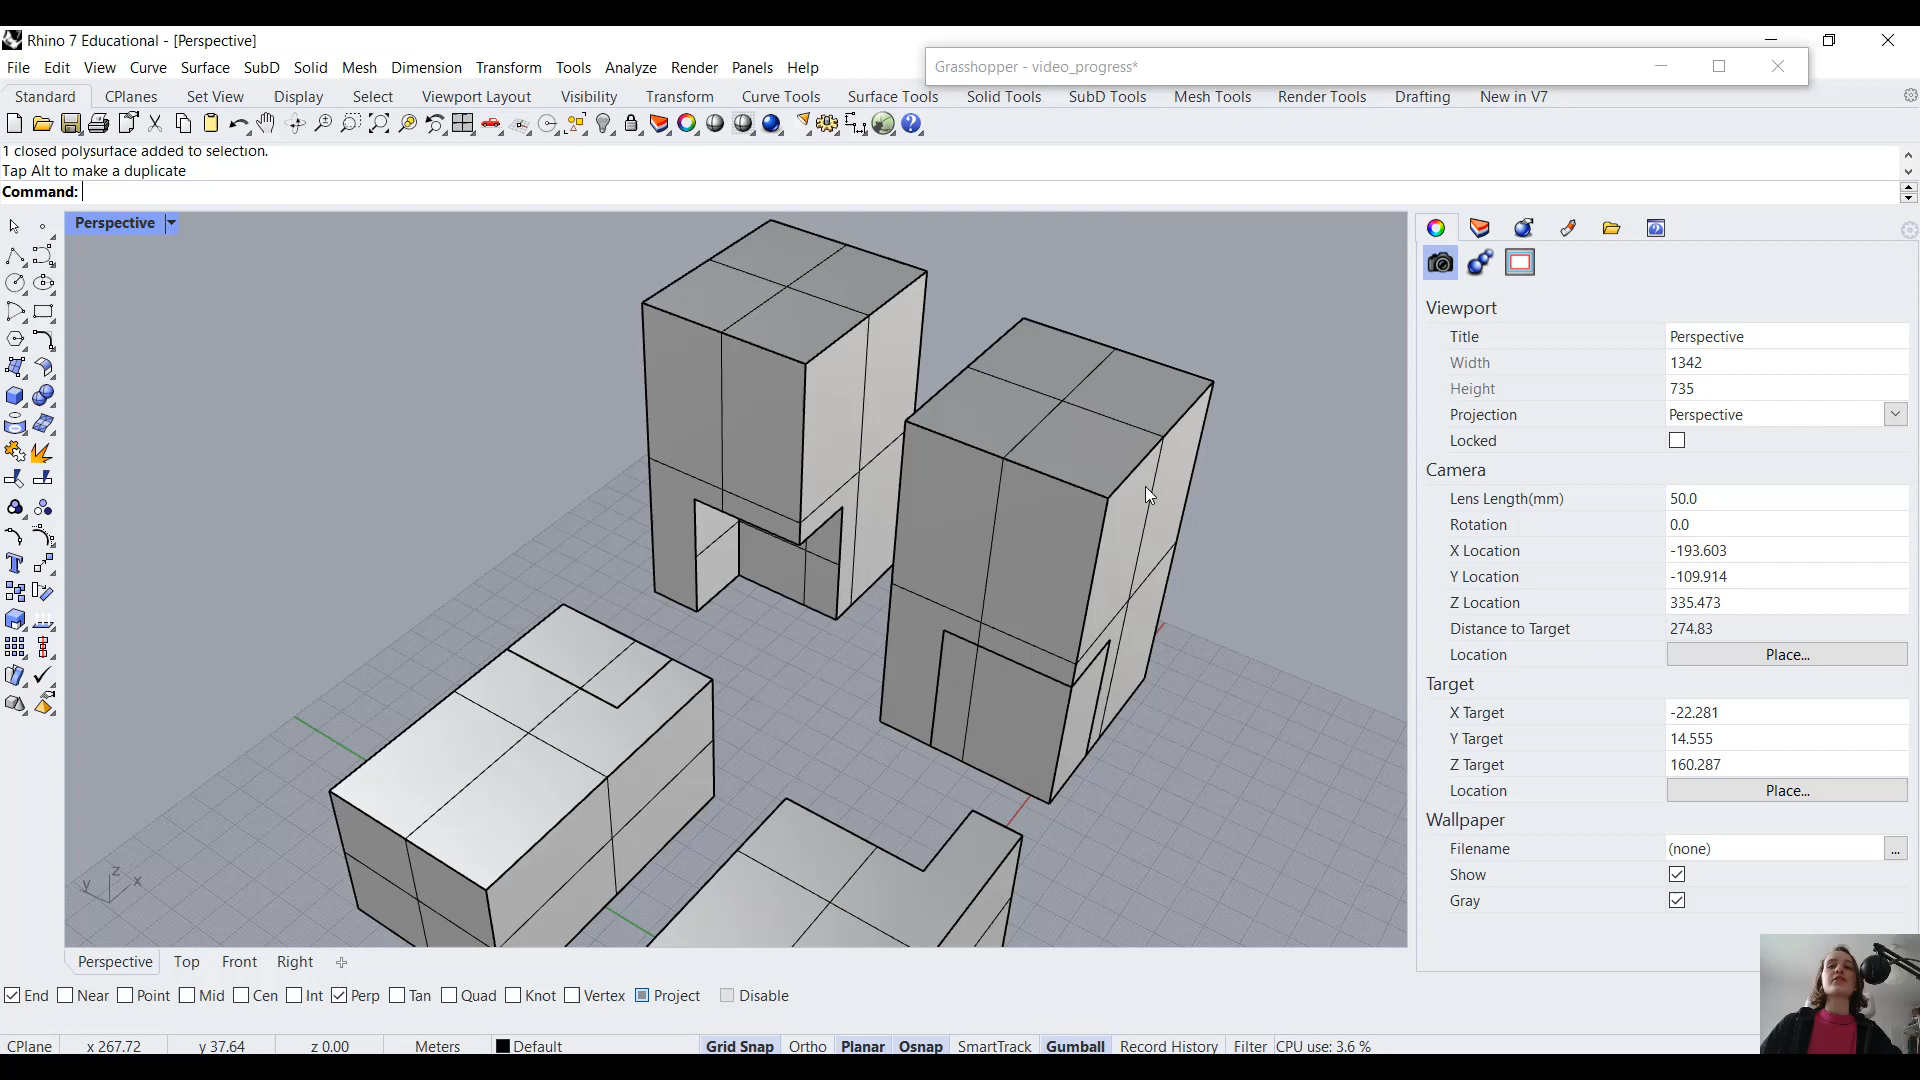 Rhino 7 Educational - [Perspective]
Grasshopper - video_progress*
File Edit View Curve Surface SubD Solid Mesh Dimension Transform Tools Analyze Render Panels Help
Standard CPlanes Set View Display Select Viewport Layout Visibility Transform Curve Tools Surface Tools Solid Tools SubD Tools Mesh Tools Render Tools Drafting New in V7
1 closed polysurface added to selection.
Tap Alt to make a duplicate
Command:
Perspective
Viewport
Title Perspective
Width 1342
Height 735
Projection Perspective
Locked
Camera
Lens Length(mm) 50.0
Rotation 0.0
X Location -193.603
Y Location -109.914
Z Location 335.473
Distance to Target 274.83
Location Place...
Target
X Target -22.281
Y Target 14.555
Z Target 160.287
Location Place...
Wallpaper
Filename (none) ...
Show
Gray
z
y x
Perspective Top Front Right
End Near Point Mid Cen Int Perp Tan Quad Knot Vertex Project Disable
CPlane x 267.72 y 37.64 z 0.00 Meters Default Grid Snap Ortho Planar Osnap SmartTrack Gumball Record History Filter CPU use: 3.6 %